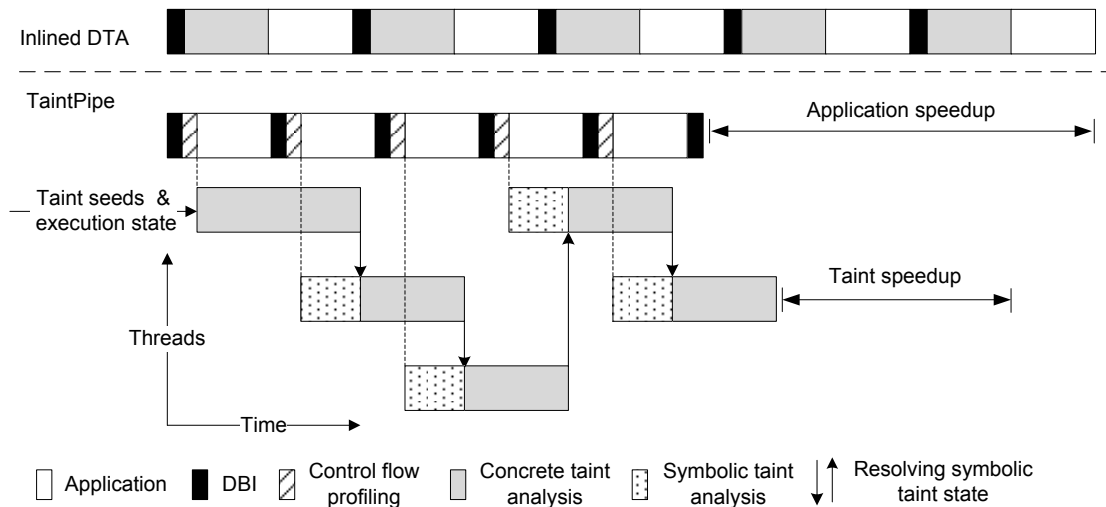 Inlined DTA
TaintPipe
Application speedup
Taint seeds &
execution state
Taint speedup
Threads
Time
Application
DBI
Control flow
profiling
Concrete taint
analysis
Symbolic taint
analysis
Resolving symbolic
taint state